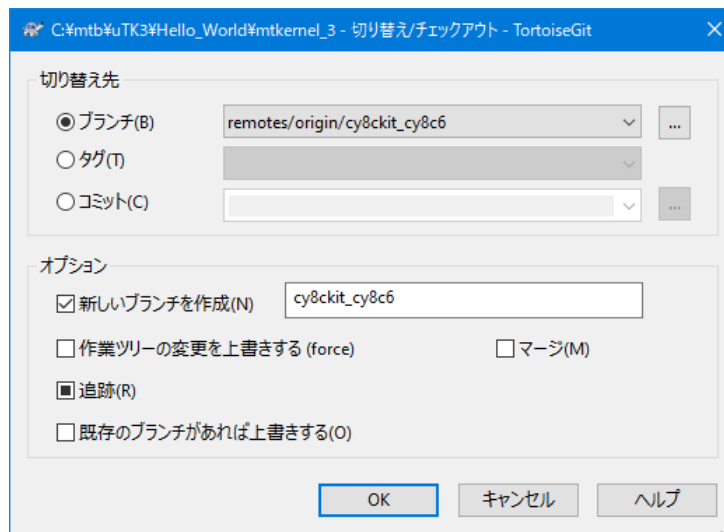 C:¥mtb¥uTK3¥Hello_World¥mtkernel_3 - 切り替え/チェックアウト - TortoiseGit
切り替え先
ブランチ(B)
remotes/origin/cy8ckit_cy8c6
...
タグ(T)
コミット(C)
...
オプション
新しいブランチを作成(N)
cy8ckit_cy8c6
作業ツリーの変更を上書きする (force)
マージ(M)
追跡(R)
既存のブランチがあれば上書きする(O)
OK
キャンセル
ヘルプ